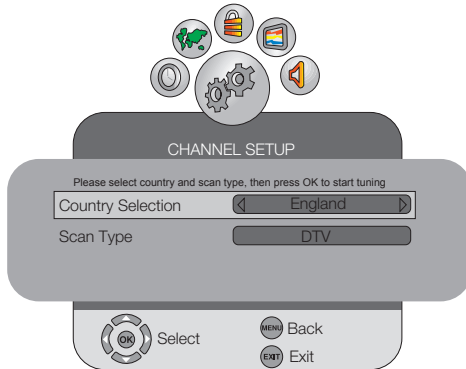 CHANNEL SETUP
Please select country and scan type, then press OK to start tuning
Country Selection England
Scan Type DTV
OK Select MENU Back
EXIT Exit